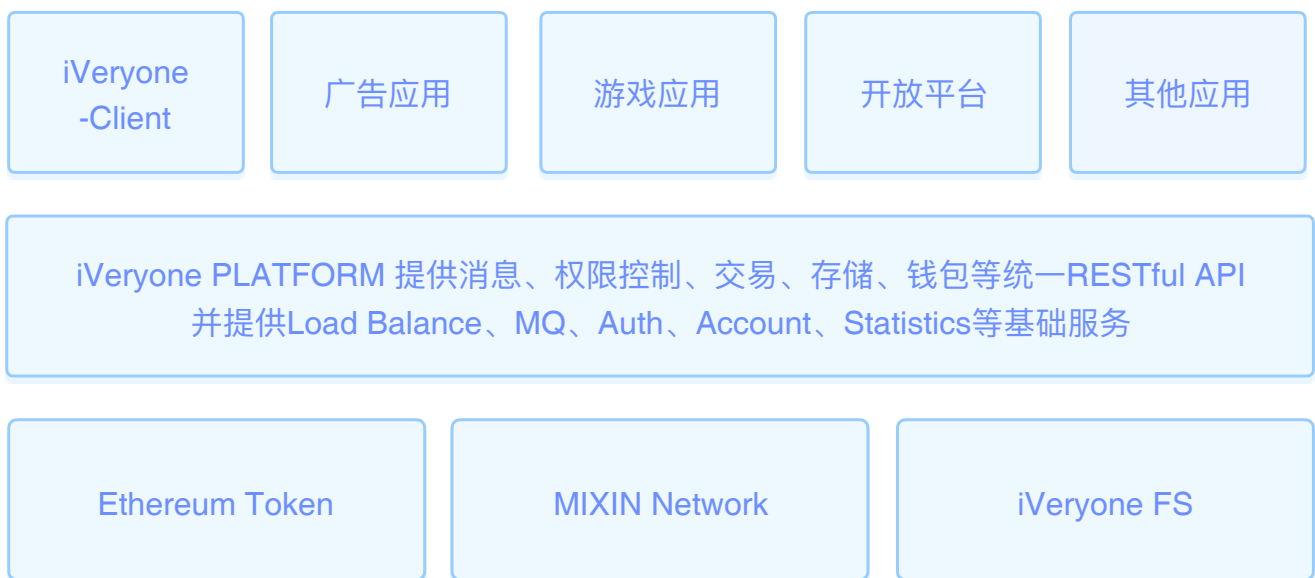 iVeryone
-Client
广告应用
游戏应用
开放平台
其他应用
iVeryone PLATFORM 提供消息、权限控制、交易、存储、钱包等统一RESTful API
并提供Load Balance、MQ、Auth、Account、Statistics等基础服务
Ethereum Token
MIXIN Network
iVeryone FS